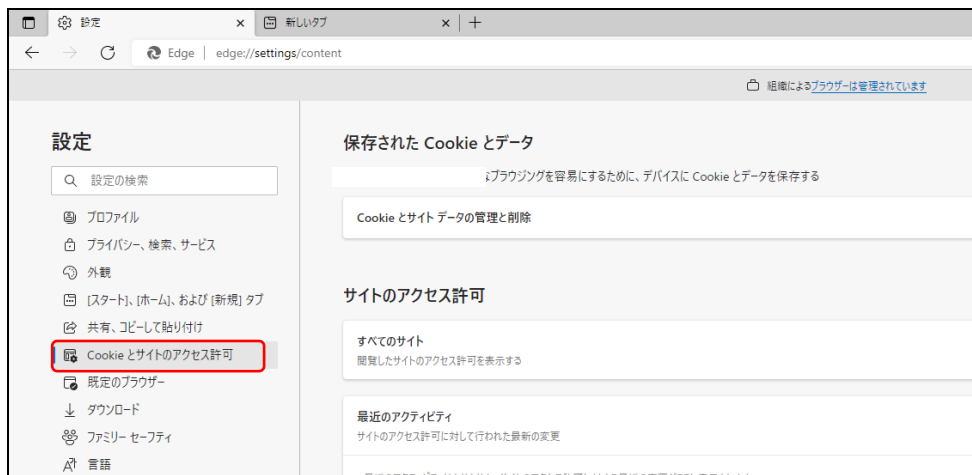 設定
新しいタブ
Edge
edge://settings/content
組織によるブラウザーは管理されています
設定
設定の検索
プロファイル
プライバシー、検索、サービス
外観
[スタート]、[ホーム]、および [新規] タブ
共有、コピーして貼り付け
Cookie とサイトのアクセス許可
既定のブラウザー
ダウンロード
ファミリー セーフティ
言語
保存された Cookie とデータ
なブラウジングを容易にするために、デバイスに Cookie とデータを保存する
Cookie とサイト データの管理と削除
サイトのアクセス許可
すべてのサイト
閲覧したサイトのアクセス許可を表示する
最近のアクティビティ
サイトのアクセス許可に対して行われた最新の変更